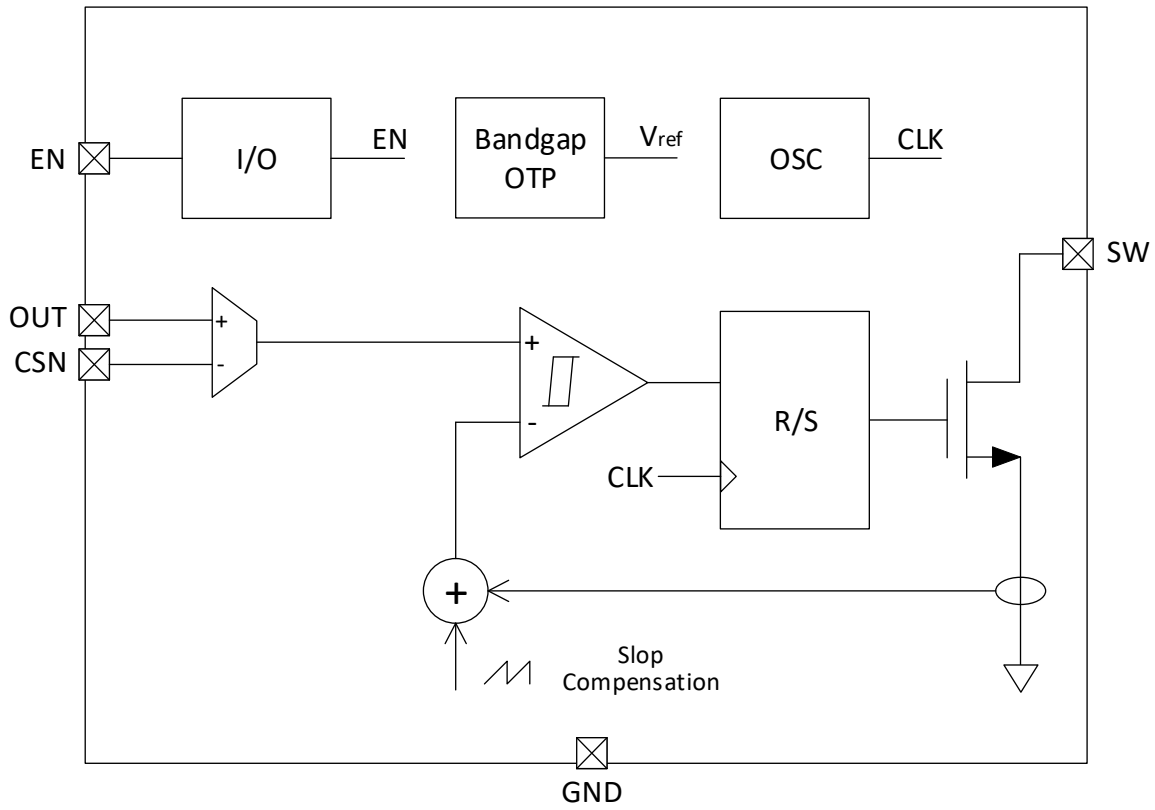 EN
I/O
EN
Bandgap
OTP
Vref
OSC
CLK
SW
OUT
CSN
+
-
+
-
R/S
CLK
+
Slop
Compensation
GND